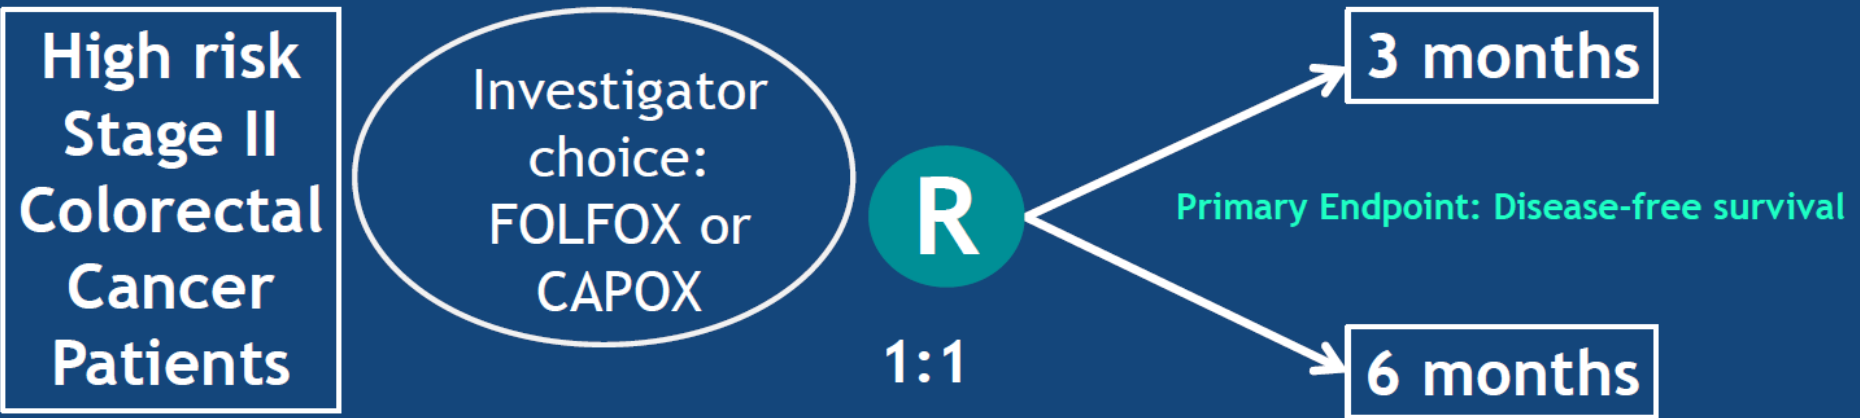 High risk
Stage II
Colorectal
Cancer
Patients
Investigator
choice:
FOLFOX or
CAPOX
R
1:1
3 months
Primary Endpoint: Disease-free survival
6 months